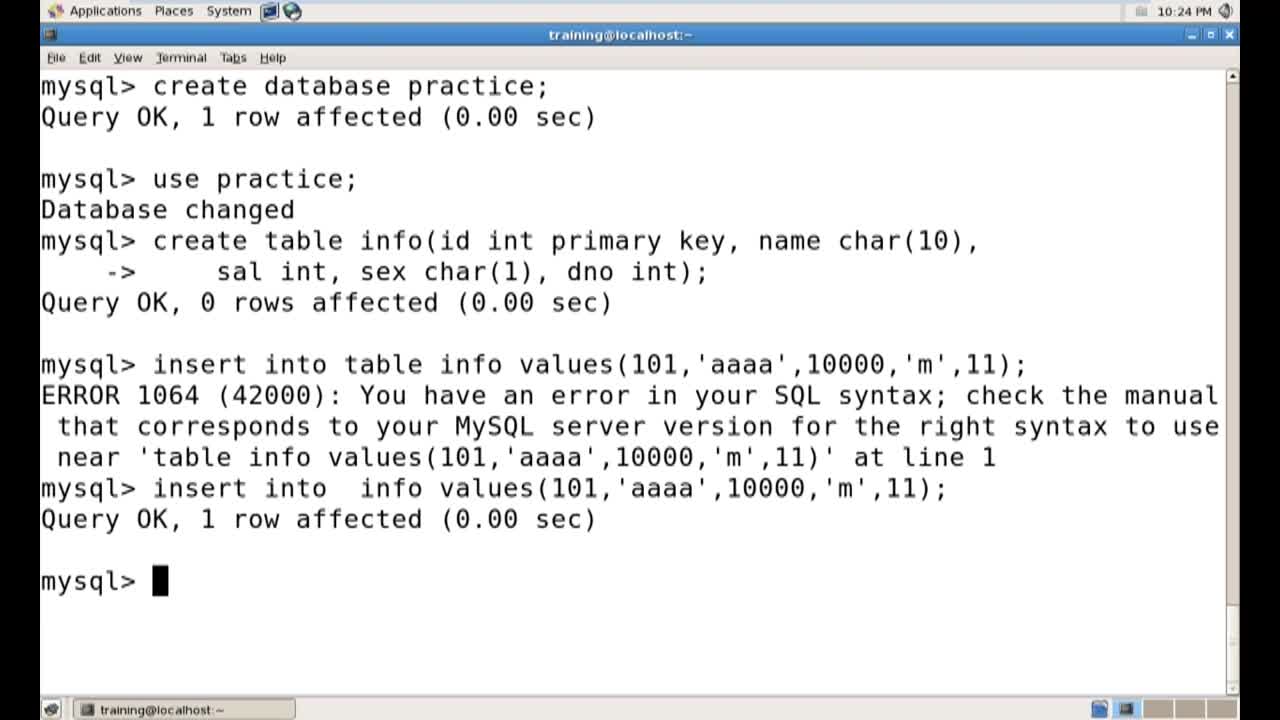 Applications Places System 10:24 PM
training@localhost:~
File Edit View Terminal Tabs Help
mysql> create database practice;
Query OK, 1 row affected (0.00 sec)
mysql> use practice;
Database changed
mysql> create table info(id int primary key, name char(10),
    ->     sal int, sex char(1), dno int);
Query OK, 0 rows affected (0.00 sec)
mysql> insert into table info values(101,'aaaa',10000,'m',11);
ERROR 1064 (42000): You have an error in your SQL syntax; check the manual
 that corresponds to your MySQL server version for the right syntax to use
 near 'table info values(101,'aaaa',10000,'m',11)' at line 1
mysql> insert into  info values(101,'aaaa',10000,'m',11);
Query OK, 1 row affected (0.00 sec)
mysql>
training@localhost:~